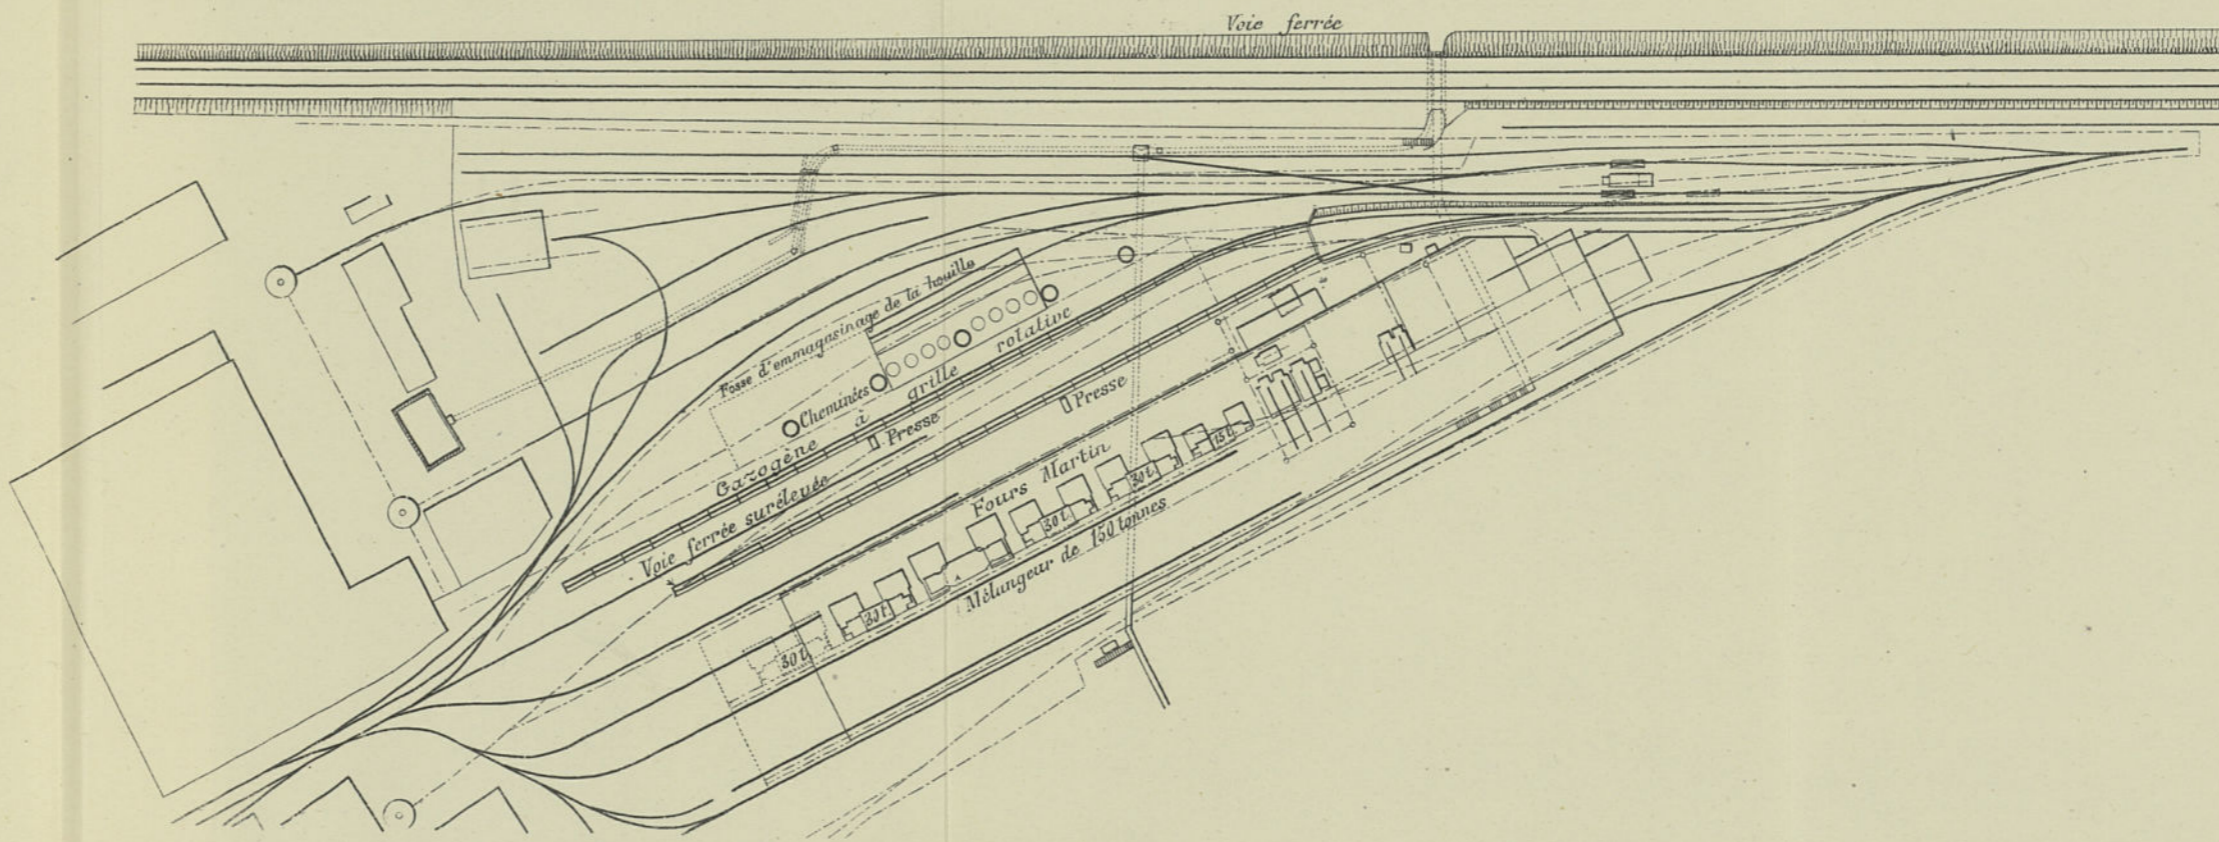 Voie ferrée
Fosse d'emmagasinage de la houille
Cheminées
Gazogène à grille rotative
Presse
Presse
Voie ferrée surélevée
Fours Martin
15 t.
30 t.
30 t.
Mélangeur de 150 tonnes
30 t.
30 t.